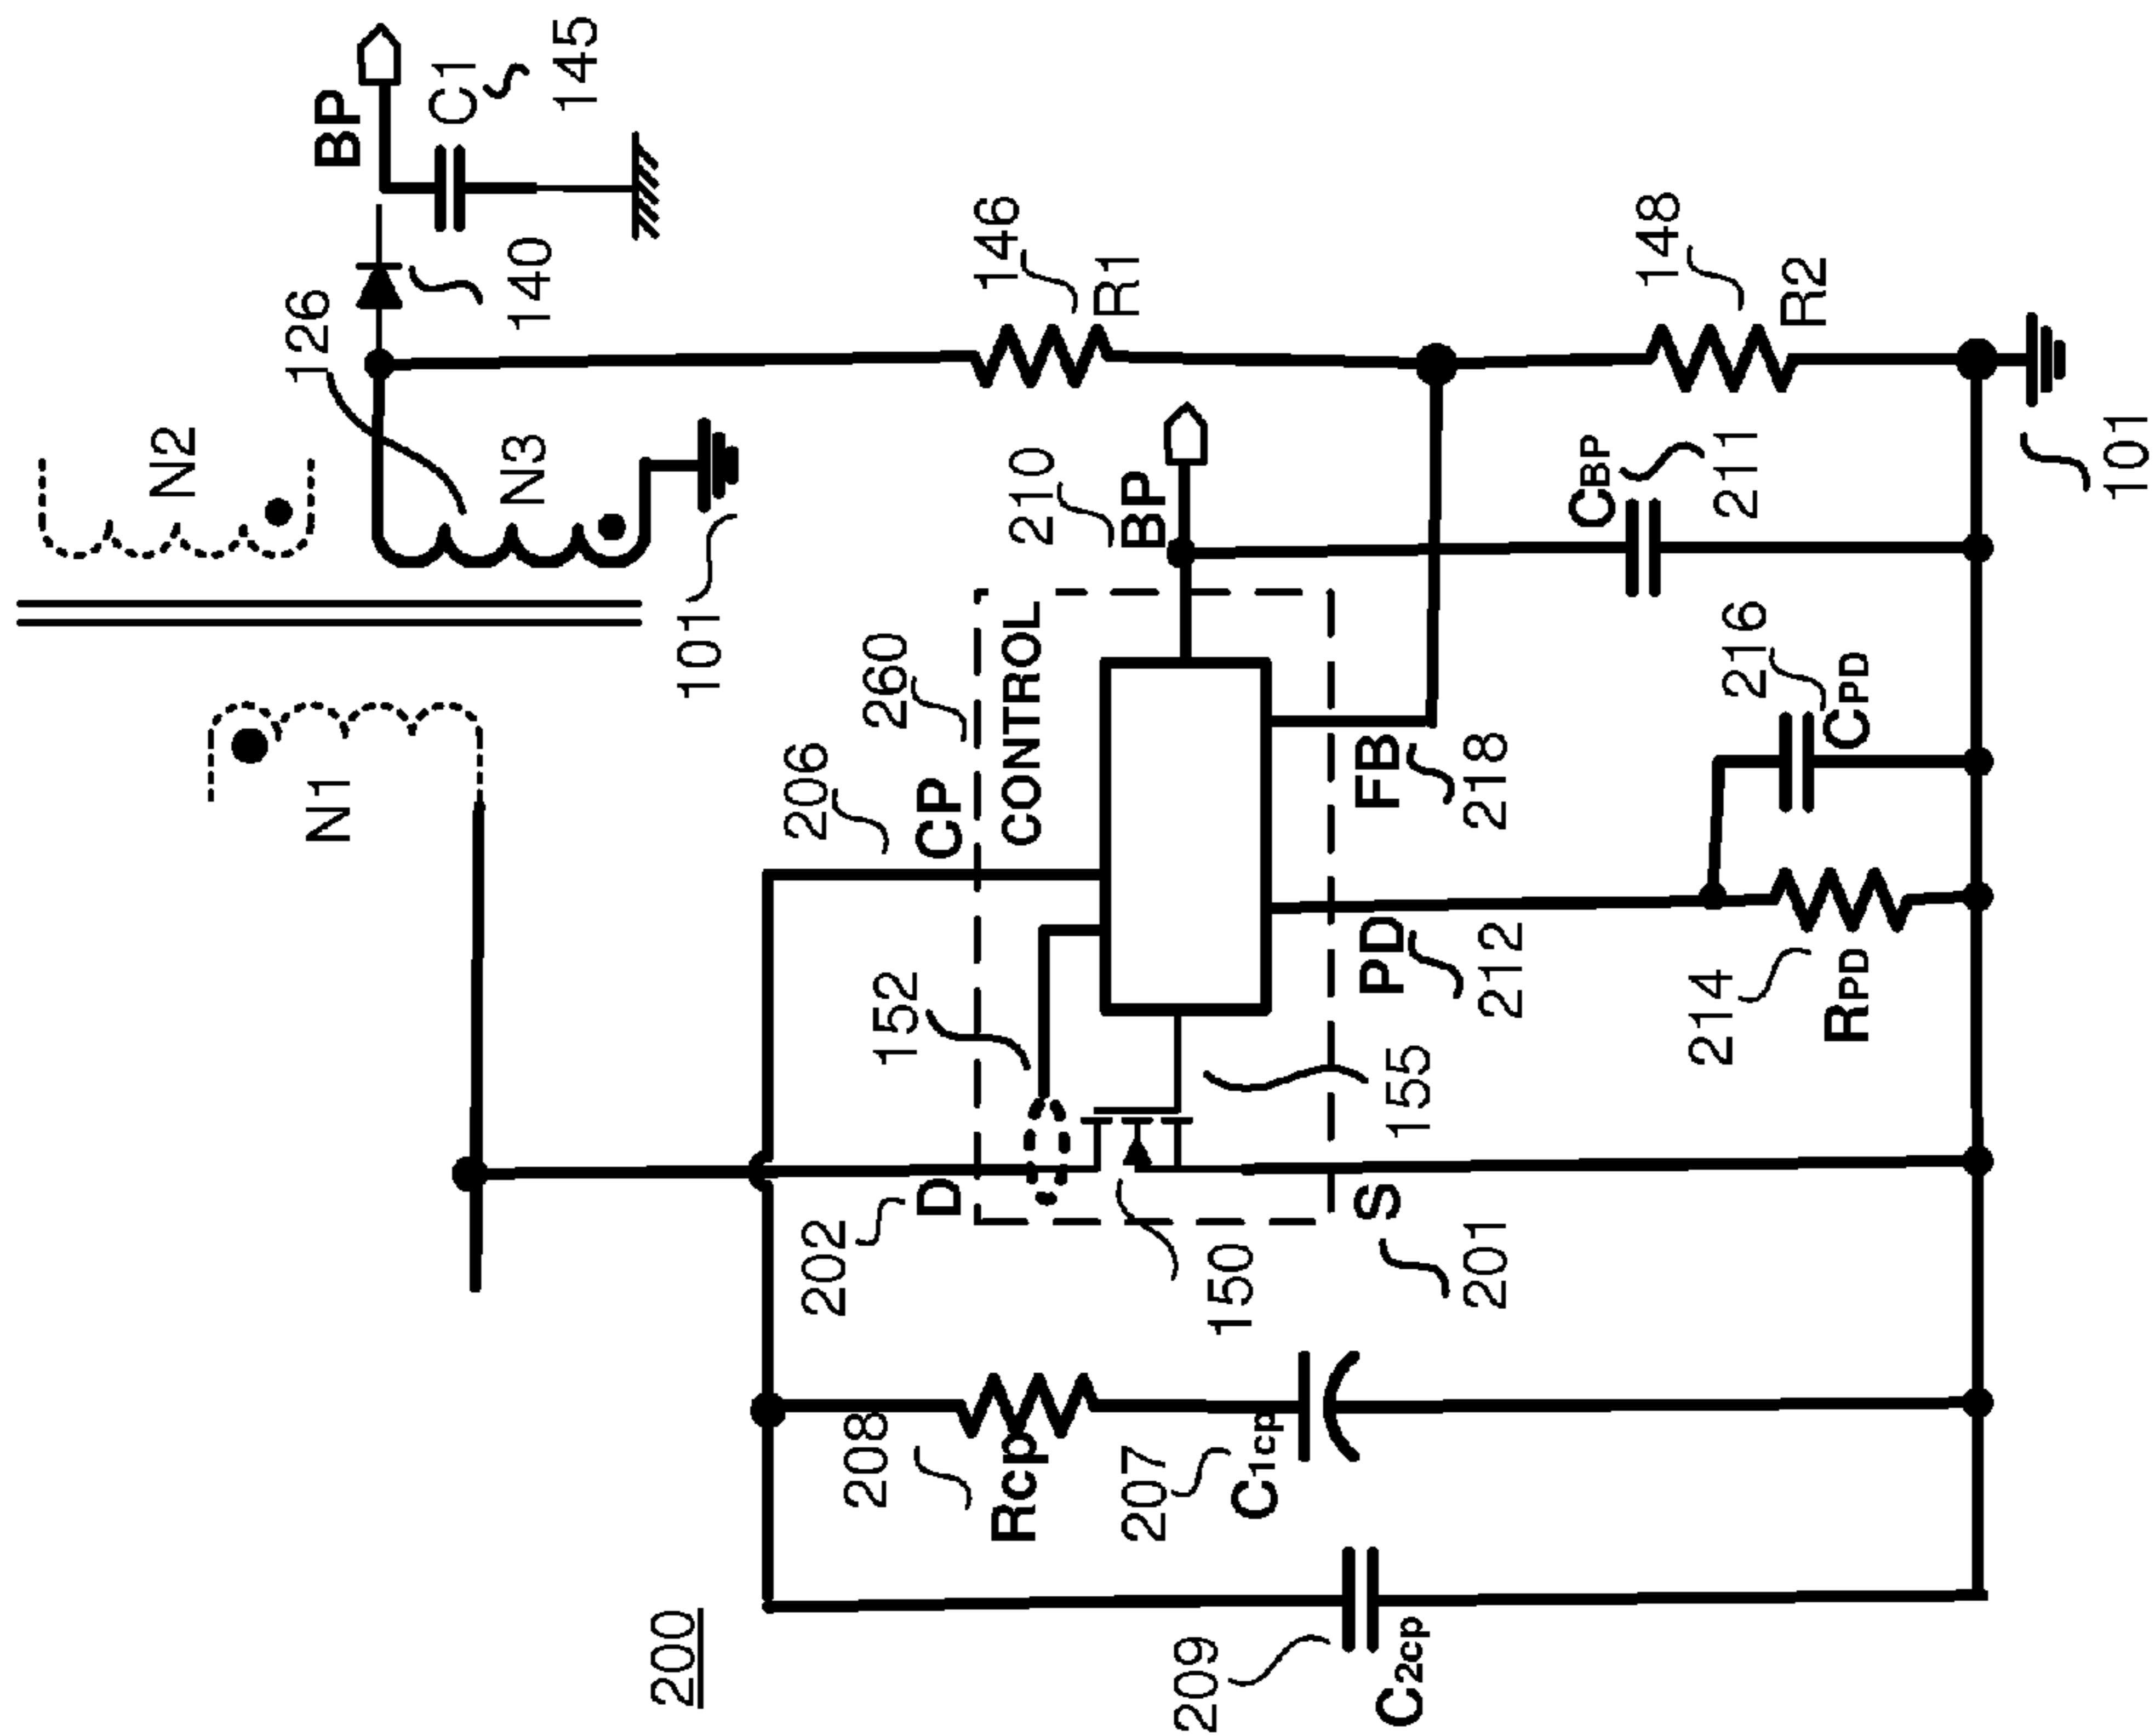 200
N1
N2
126
N3
101
BP
140
C1
145
146
R1
148
R2
101
206
CP
260
CONTROL
210
BP
CBP
211
202
D
152
150
155
S
201
PD
212
FB
218
216
CPD
214
RPD
208
Rcp
207
C1cp
209
C2cp